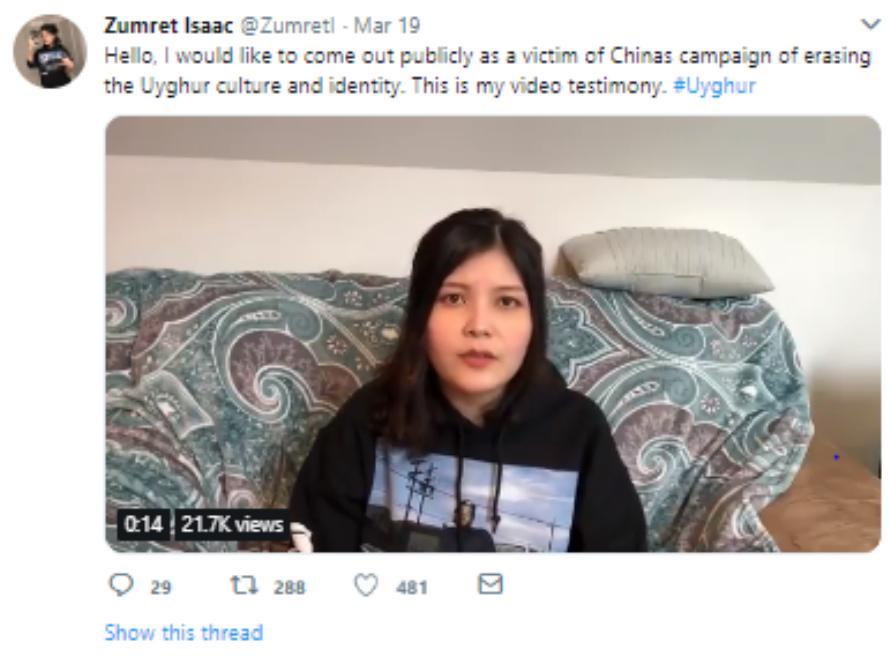 Zumret Isaac @ZumretI · Mar 19
Hello, I would like to come out publicly as a victim of Chinas campaign of erasing
the Uyghur culture and identity. This is my video testimony. #Uyghur
0:14 21.7K views
29 288 481
Show this thread